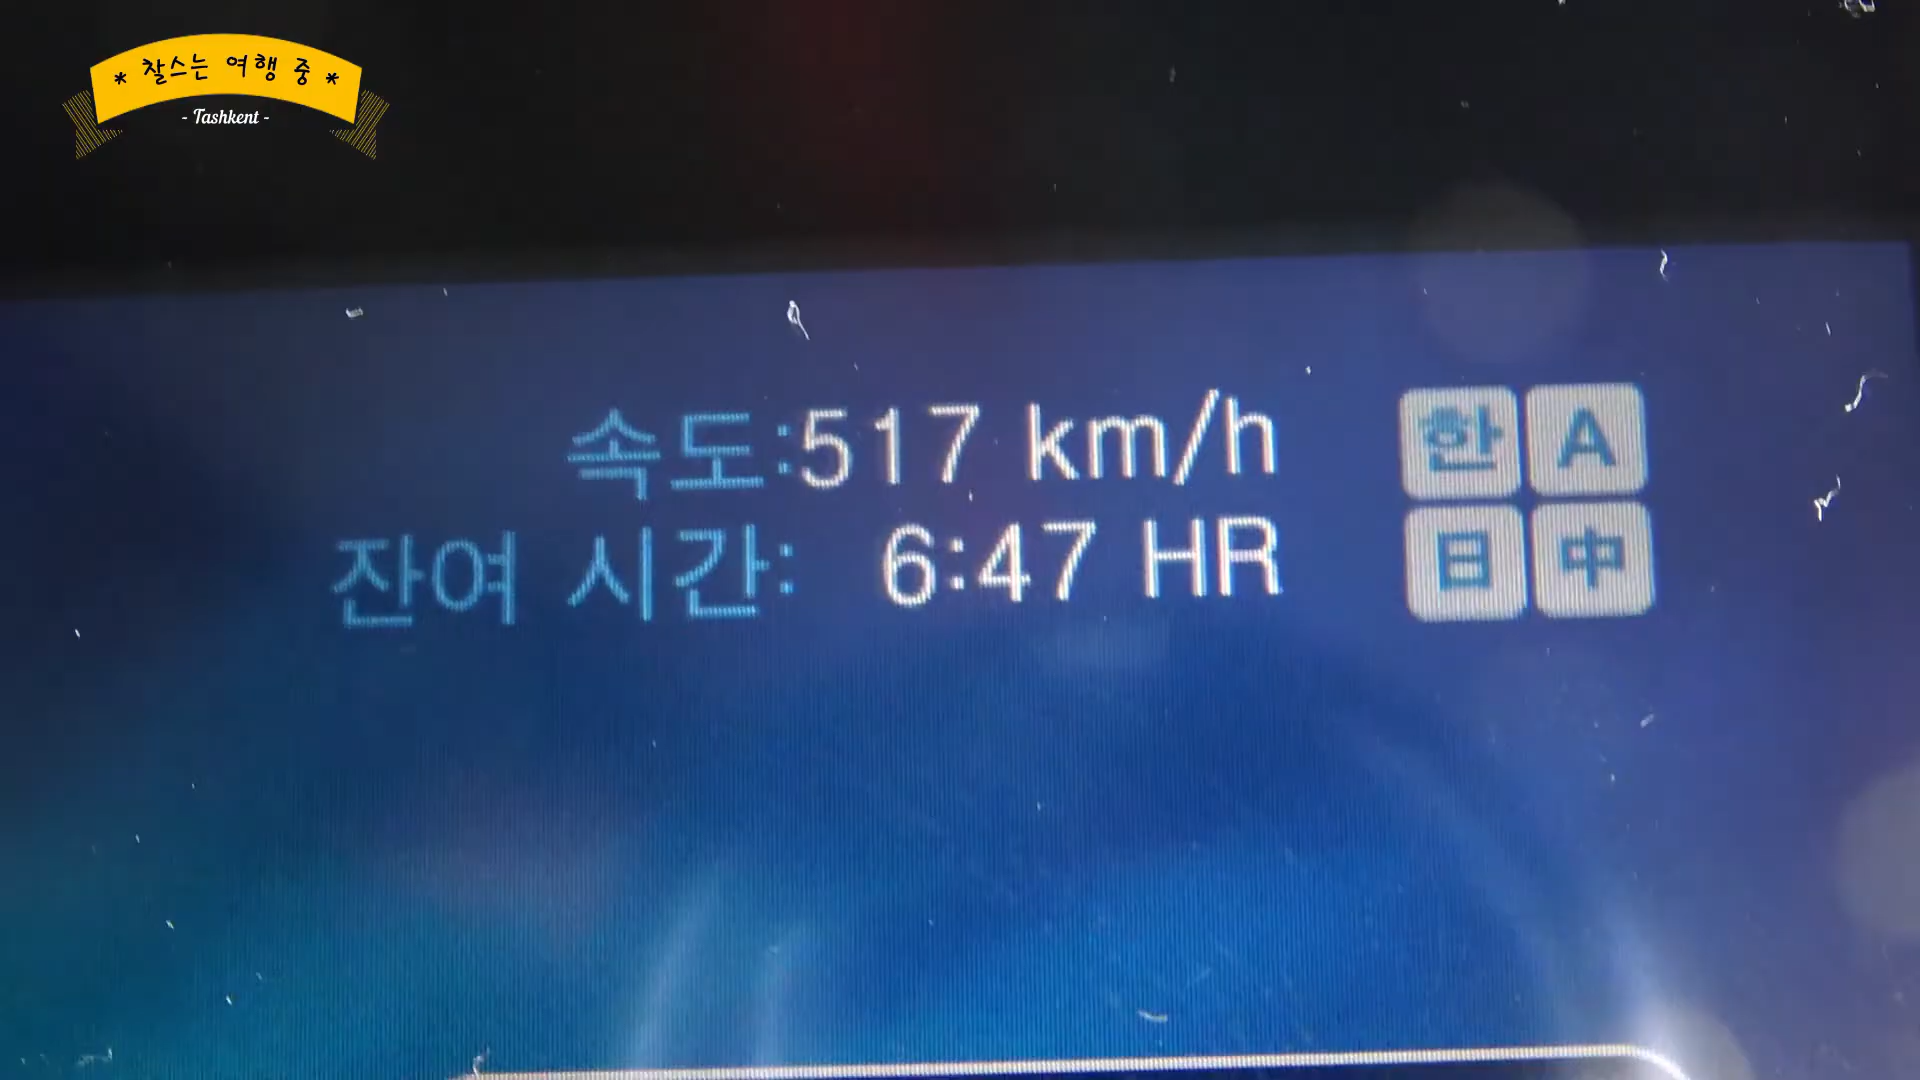 * 찰스는 여행 중 *
- Tashkent -
속도:517 km/h
잔여 시간: 6:47 HR
한 A
日 中